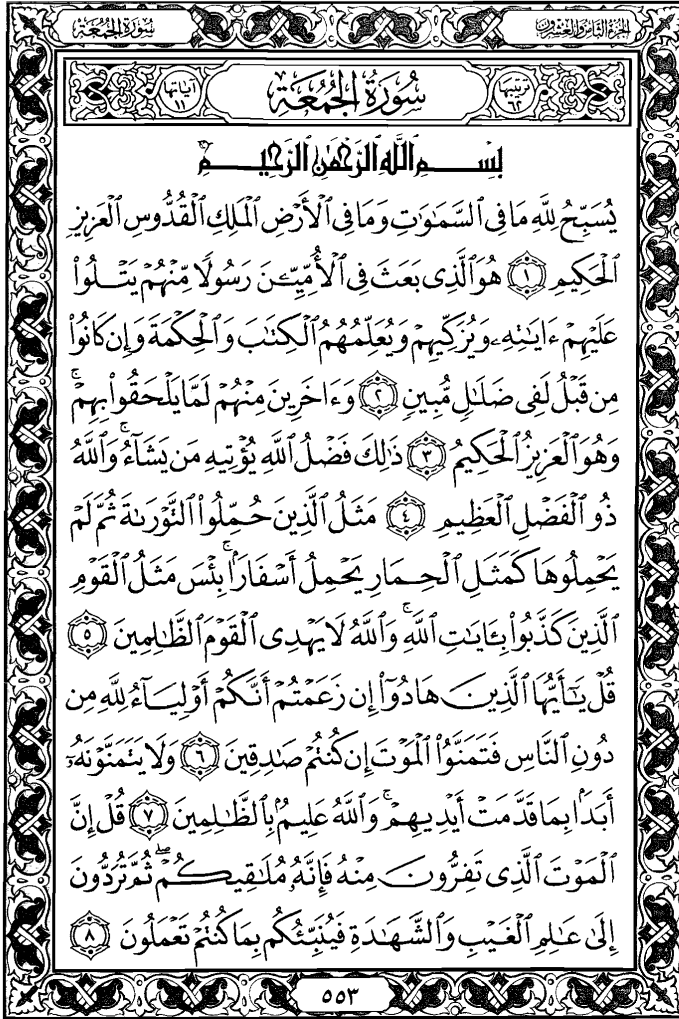 الجزء الثامن والعشرون
سُورَةُ الجُمُعَةِ
ترتيبها ٦٢
سُورَةُ الجُمُعَةِ
آياتها ١١
بِسْمِ ٱللَّهِ ٱلرَّحْمَٰنِ ٱلرَّحِيمِ
يُسَبِّحُ لِلَّهِ مَا فِى ٱلسَّمَٰوَٰتِ وَمَا فِى ٱلْأَرْضِ ٱلْمَلِكِ ٱلْقُدُّوسِ ٱلْعَزِيزِ
ٱلْحَكِيمِ ١ هُوَ ٱلَّذِى بَعَثَ فِى ٱلْأُمِّيِّـۧنَ رَسُولًا مِّنْهُمْ يَتْلُوا۟
عَلَيْهِمْ ءَايَٰتِهِۦ وَيُزَكِّيهِمْ وَيُعَلِّمُهُمُ ٱلْكِتَٰبَ وَٱلْحِكْمَةَ وَإِن كَانُوا۟
مِن قَبْلُ لَفِى ضَلَٰلٍ مُّبِينٍ ٢ وَءَاخَرِينَ مِنْهُمْ لَمَّا يَلْحَقُوا۟ بِهِمْ ۚ
وَهُوَ ٱلْعَزِيزُ ٱلْحَكِيمُ ٣ ذَٰلِكَ فَضْلُ ٱللَّهِ يُؤْتِيهِ مَن يَشَآءُ ۚ وَٱللَّهُ
ذُو ٱلْفَضْلِ ٱلْعَظِيمِ ٤ مَثَلُ ٱلَّذِينَ حُمِّلُوا۟ ٱلتَّوْرَىٰةَ ثُمَّ لَمْ
يَحْمِلُوهَا كَمَثَلِ ٱلْحِمَارِ يَحْمِلُ أَسْفَارًۢا ۚ بِئْسَ مَثَلُ ٱلْقَوْمِ
ٱلَّذِينَ كَذَّبُوا۟ بِـَٔايَٰتِ ٱللَّهِ ۚ وَٱللَّهُ لَا يَهْدِى ٱلْقَوْمَ ٱلظَّٰلِمِينَ ٥
قُلْ يَٰٓأَيُّهَا ٱلَّذِينَ هَادُوٓا۟ إِن زَعَمْتُمْ أَنَّكُمْ أَوْلِيَآءُ لِلَّهِ مِن
دُونِ ٱلنَّاسِ فَتَمَنَّوُا۟ ٱلْمَوْتَ إِن كُنتُمْ صَٰدِقِينَ ٦ وَلَا يَتَمَنَّوْنَهُۥٓ
أَبَدًۢا بِمَا قَدَّمَتْ أَيْدِيهِمْ ۚ وَٱللَّهُ عَلِيمٌۢ بِٱلظَّٰلِمِينَ ٧ قُلْ إِنَّ
ٱلْمَوْتَ ٱلَّذِى تَفِرُّونَ مِنْهُ فَإِنَّهُۥ مُلَٰقِيكُمْ ۖ ثُمَّ تُرَدُّونَ
إِلَىٰ عَٰلِمِ ٱلْغَيْبِ وَٱلشَّهَٰدَةِ فَيُنَبِّئُكُم بِمَا كُنتُمْ تَعْمَلُونَ ٨
٥٥٣